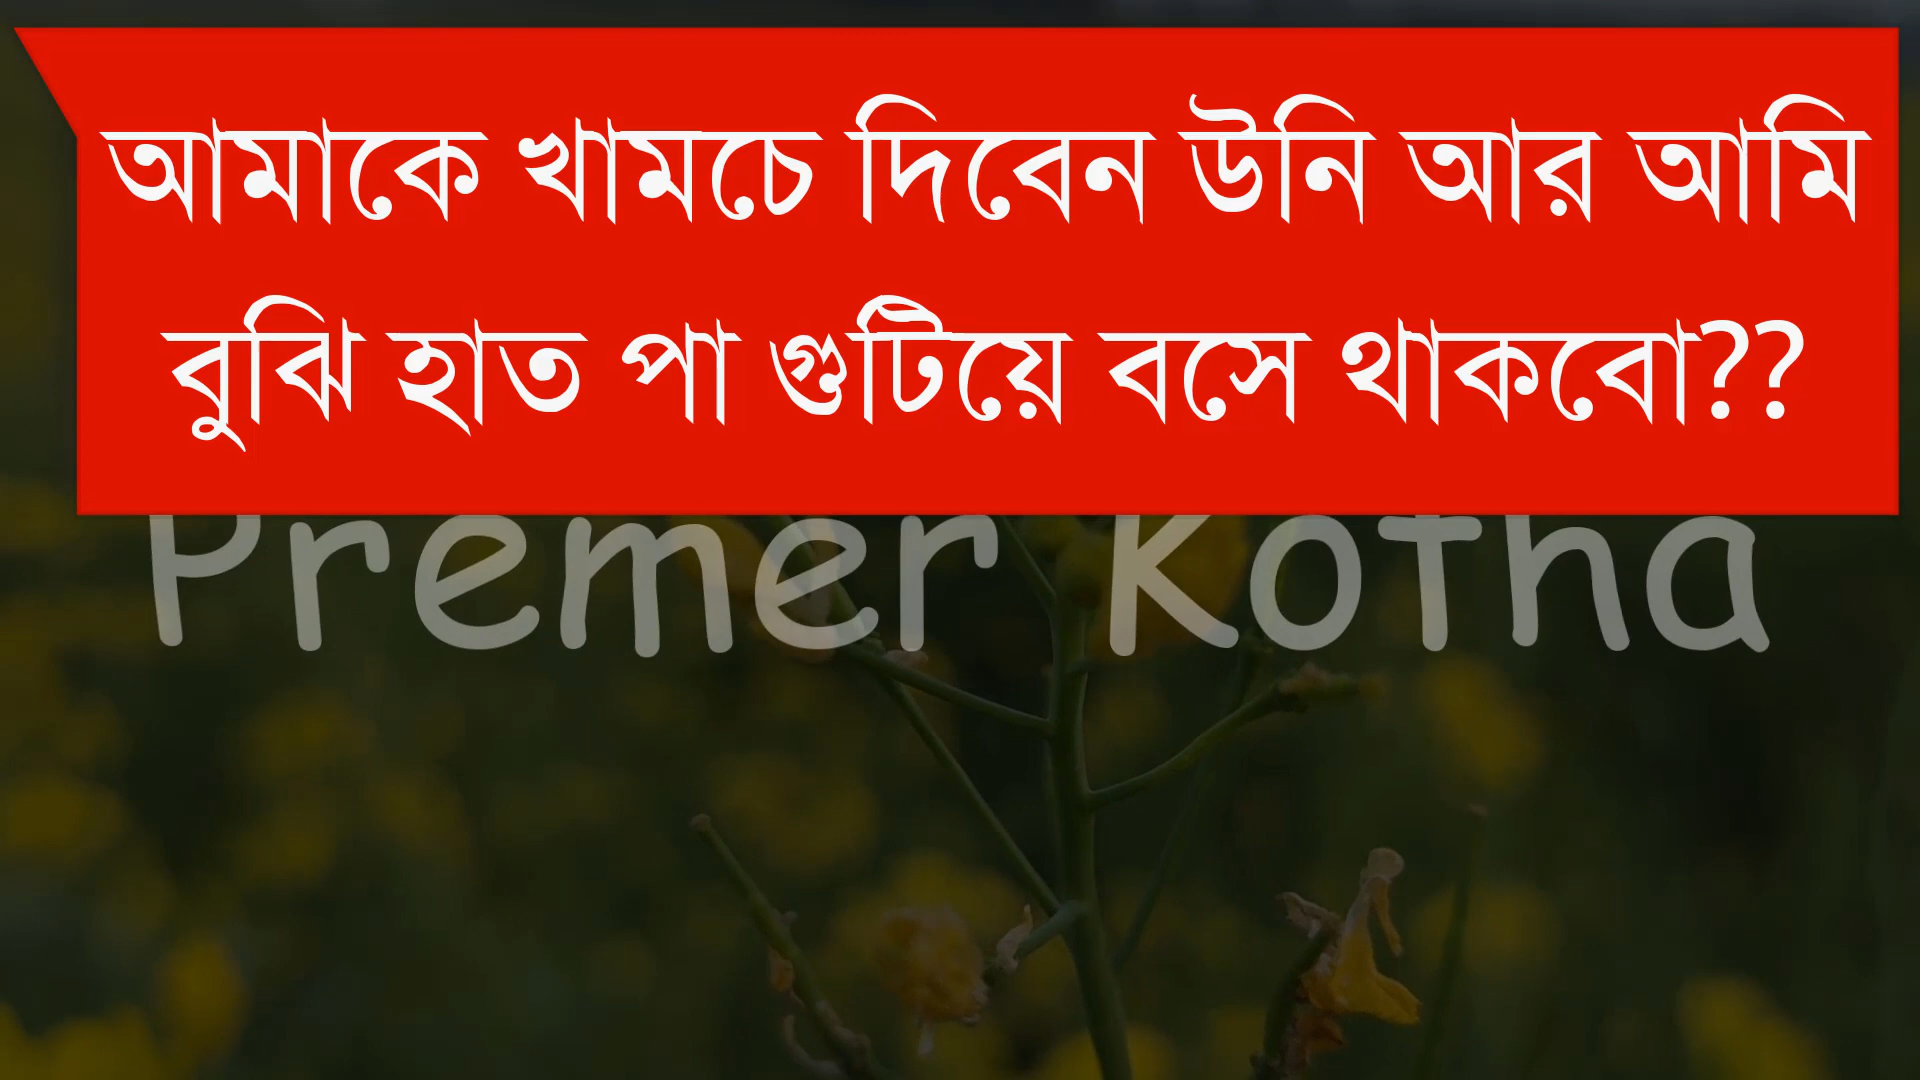 আমাকে খামচে দিবেন উনি আর আমি
বুঝি হাত পা গুটিয়ে বসে থাকবো??
Premer Kotha